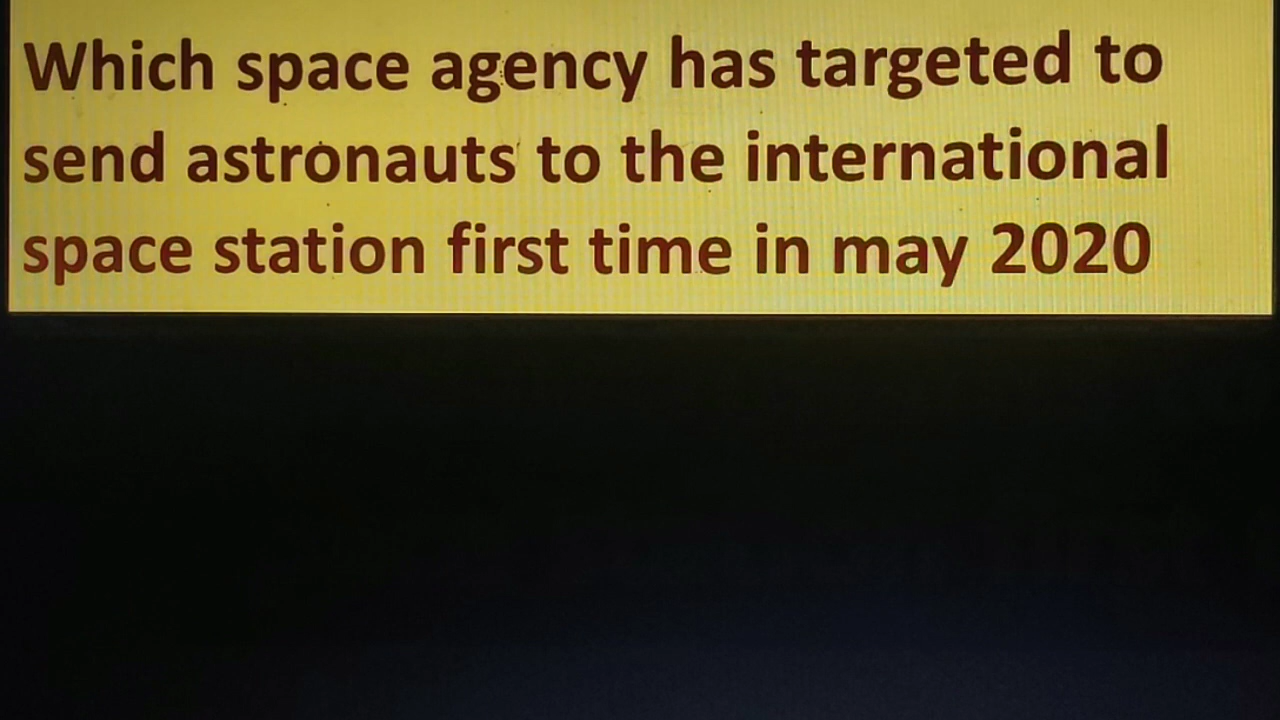 Which space agency has targeted to
send astronauts to the international
space station first time in may 2020